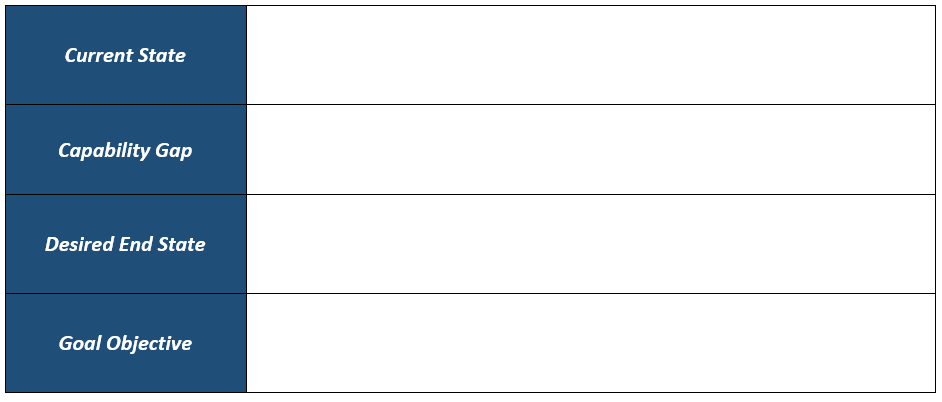 Current State
Capability Gap
Desired End State
Goal Objective